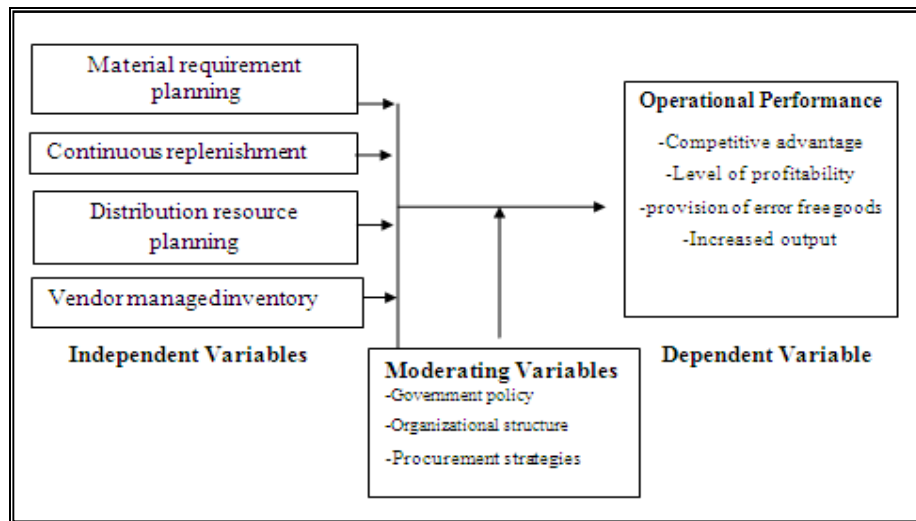 Material requirement
planning
Continuous replenishment
Distribution resource
planning
Vendor managed inventory
Independent Variables
Moderating Variables
-Government policy
-Organizational structure
-Procurement strategies
Operational Performance
-Competitive advantage
-Level of profitability
-provision of error free goods
-Increased output
Dependent Variable